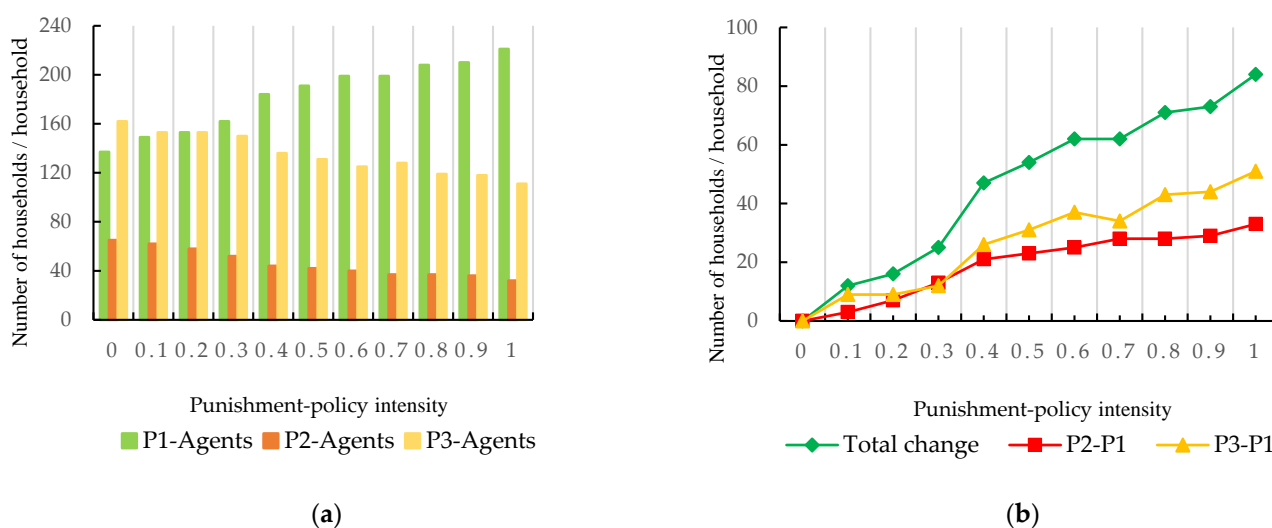 Number of households / household
240
200
160
120
80
40
0
0 0.1 0.2 0.3 0.4 0.5 0.6 0.7 0.8 0.9 1
Punishment-policy intensity
P1-Agents P2-Agents P3-Agents
(a)
Number of households / household
100
80
60
40
20
0
0 0.1 0.2 0.3 0.4 0.5 0.6 0.7 0.8 0.9 1
Punishment-policy intensity
Total change P2-P1 P3-P1
(b)